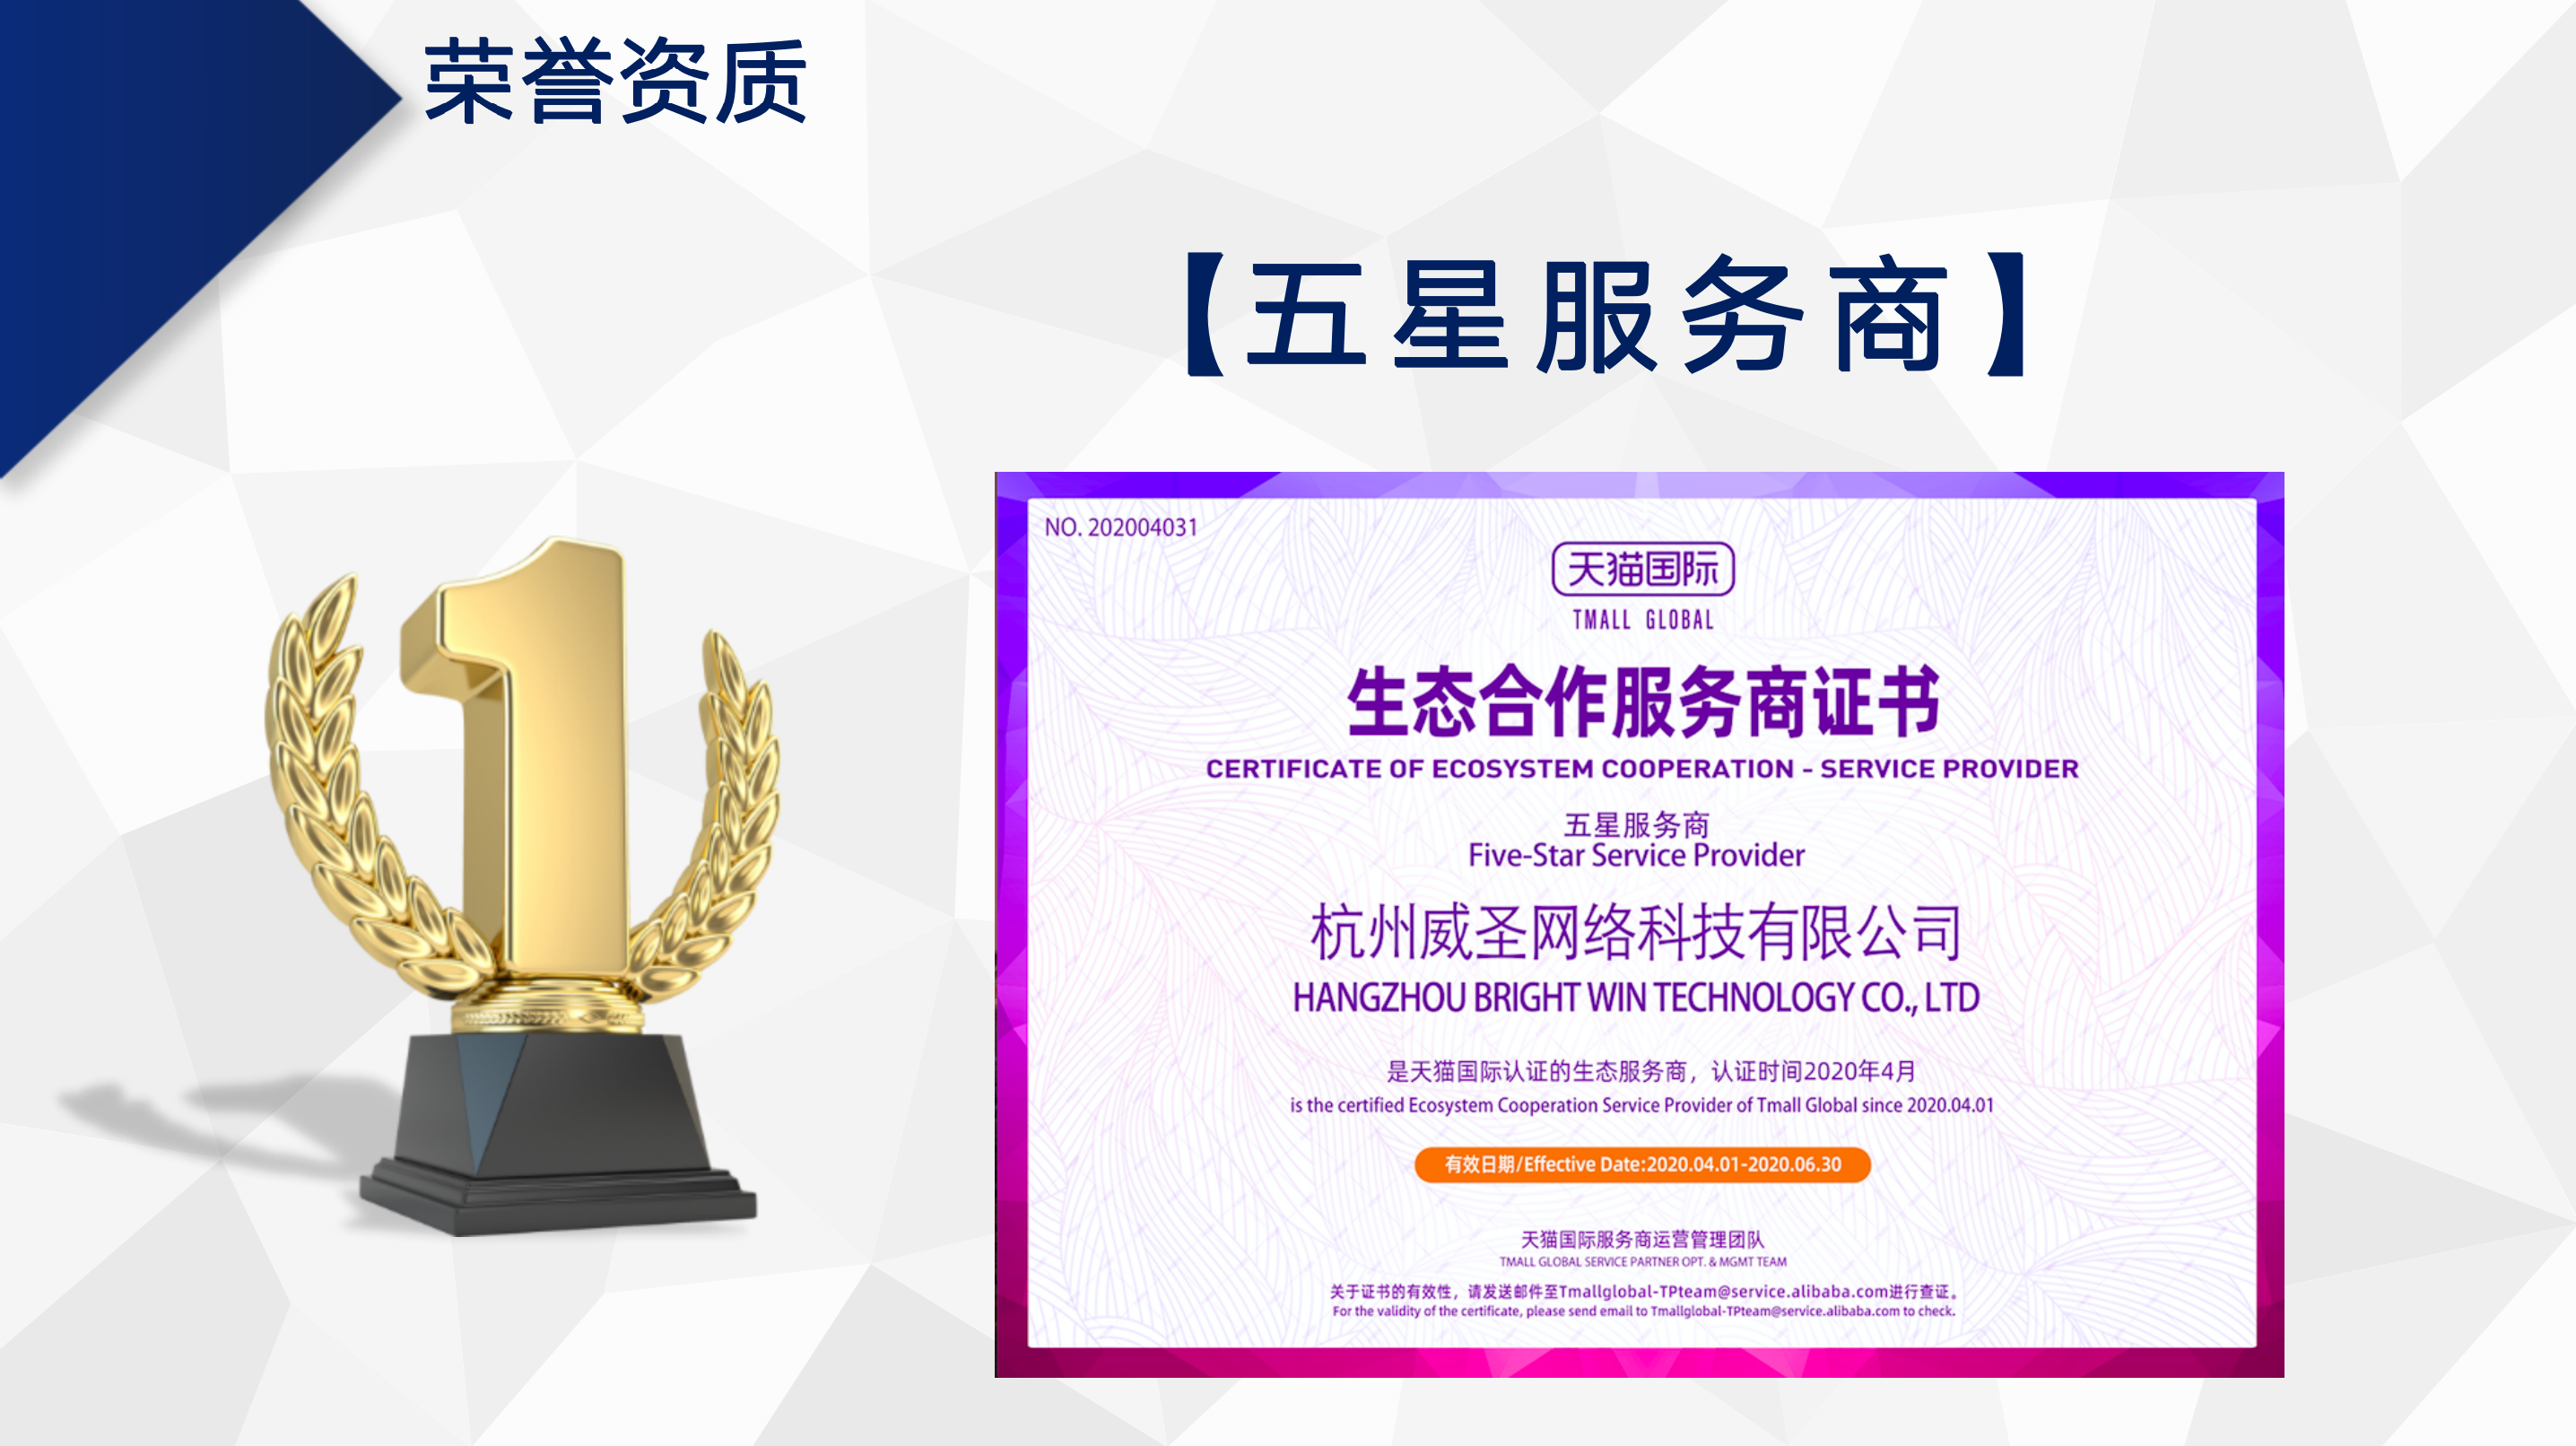 荣誉资质
【五星服务商】
NO. 202004031
天猫国际
TMALL GLOBAL
生态合作服务商证书
CERTIFICATE OF ECOSYSTEM COOPERATION - SERVICE PROVIDER
五星服务商
Five-Star Service Provider
杭州威圣网络科技有限公司
HANGZHOU BRIGHT WIN TECHNOLOGY CO., LTD
是天猫国际认证的生态服务商，认证时间2020年4月
is the certified Ecosystem Cooperation Service Provider of Tmall Global since 2020.04.01
有效日期/Effective Date:2020.04.01-2020.06.30
天猫国际服务商运营管理团队
TMALL GLOBAL SERVICE PARTNER OPT. & MGMT TEAM
关于证书的有效性，请发送邮件至Tmallglobal-TPteam@service.alibaba.com进行查证。
For the validity of the certificate, please send email to Tmallglobal-TPteam@service.alibaba.com to check.
1